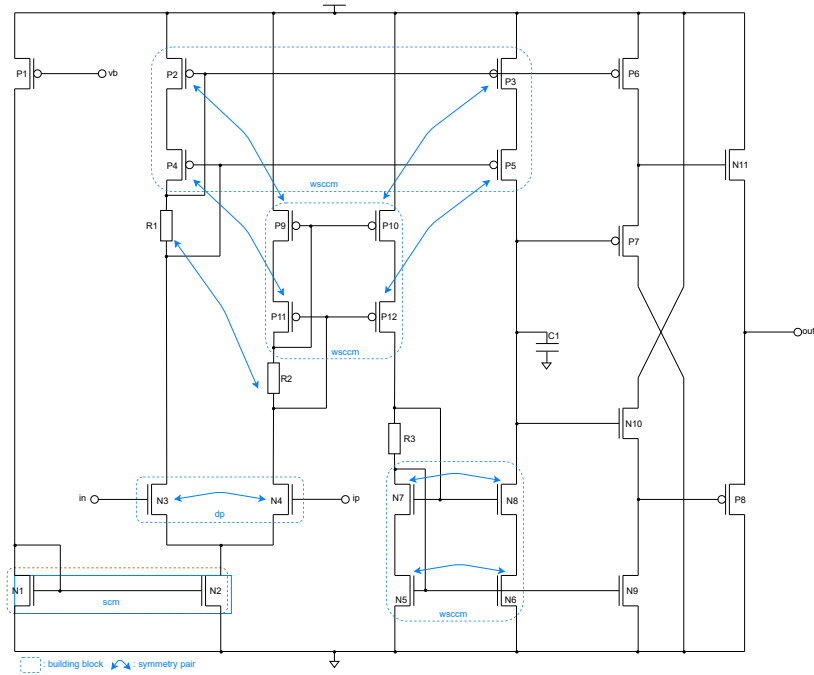 P1
vb
P2
P3
P6
P4
P5
N11
wsccm
R1
P9
P10
P7
P11
P12
out
C1
wsccm
R2
N10
R3
in
N3
N4
ip
N7
N8
P8
dp
N1
N2
N5
N6
N9
scm
wsccm
: building block
: symmetry pair